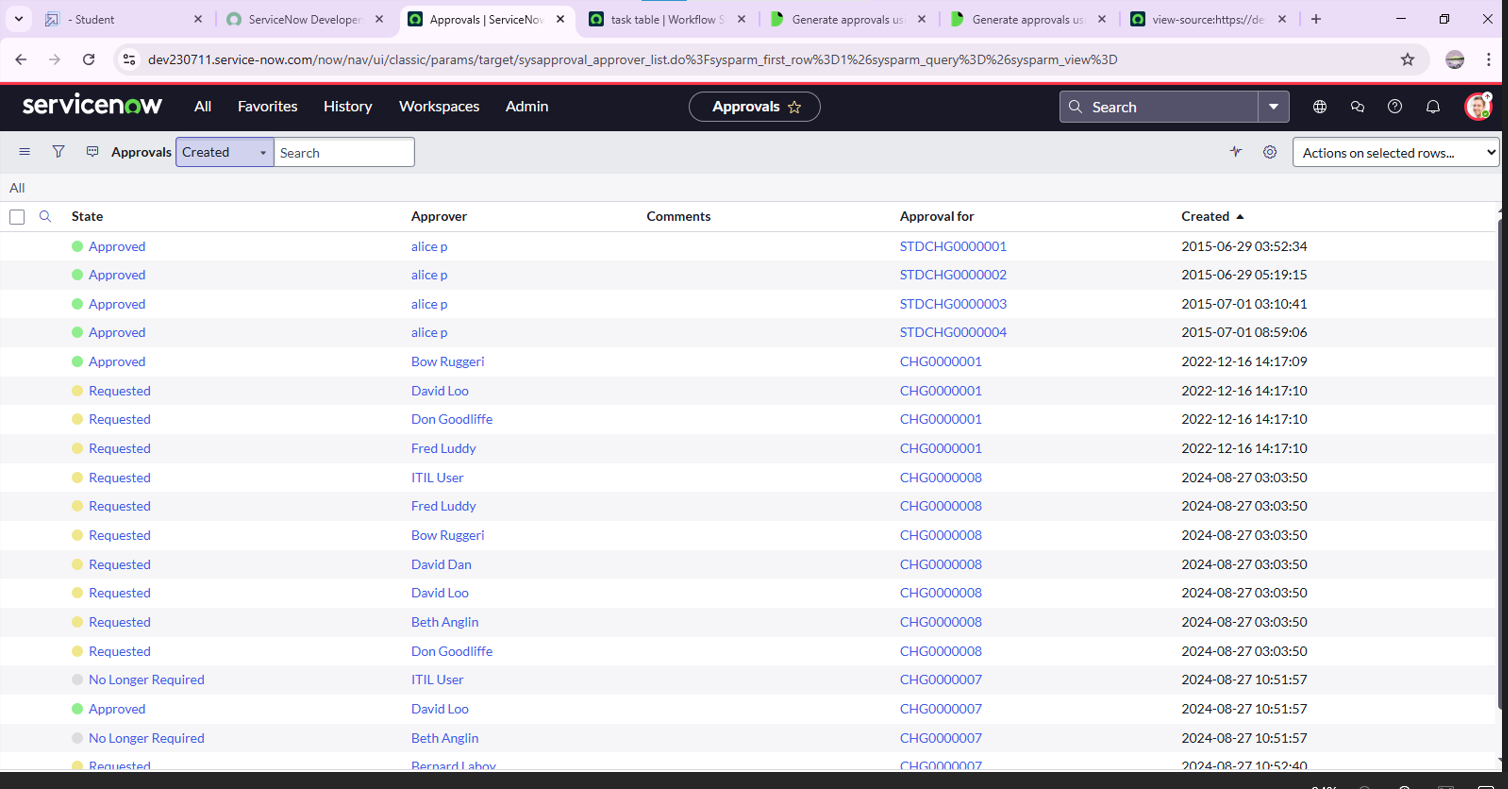 - Student
ServiceNow Developer
Approvals | ServiceNow
task table | Workflow S
Generate approvals us
Generate approvals us
view-source:https://de
dev230711.service-now.com/now/nav/ui/classic/params/target/sysapproval_approver_list.do%3Fsysparm_first_row%3D1%26sysparm_query%3D%26sysparm_view%3D
servicenow All Favorites History Workspaces Admin Approvals Search
Approvals Created Search Actions on selected rows...
All
State Approver Comments Approval for Created
Approved alice p STDCHG0000001 2015-06-29 03:52:34
Approved alice p STDCHG0000002 2015-06-29 05:19:15
Approved alice p STDCHG0000003 2015-07-01 03:10:41
Approved alice p STDCHG0000004 2015-07-01 08:59:06
Approved Bow Ruggeri CHG0000001 2022-12-16 14:17:09
Requested David Loo CHG0000001 2022-12-16 14:17:10
Requested Don Goodliffe CHG0000001 2022-12-16 14:17:10
Requested Fred Luddy CHG0000001 2022-12-16 14:17:10
Requested ITIL User CHG0000008 2024-08-27 03:03:50
Requested Fred Luddy CHG0000008 2024-08-27 03:03:50
Requested Bow Ruggeri CHG0000008 2024-08-27 03:03:50
Requested David Dan CHG0000008 2024-08-27 03:03:50
Requested David Loo CHG0000008 2024-08-27 03:03:50
Requested Beth Anglin CHG0000008 2024-08-27 03:03:50
Requested Don Goodliffe CHG0000008 2024-08-27 03:03:50
No Longer Required ITIL User CHG0000007 2024-08-27 10:51:57
Approved David Loo CHG0000007 2024-08-27 10:51:57
No Longer Required Beth Anglin CHG0000007 2024-08-27 10:51:57
Requested Bernard Laboy CHG0000007 2024-08-27 10:52:40